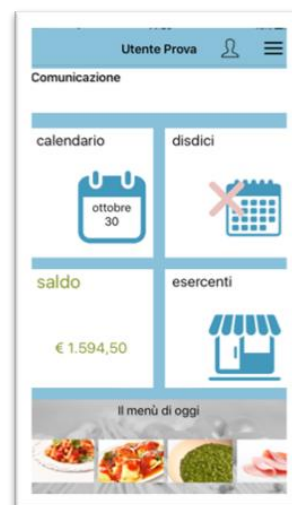 Utente Prova
Comunicazione
calendario
disdici
ottobre
30
saldo
esercenti
€ 1.594,50
Il menù di oggi